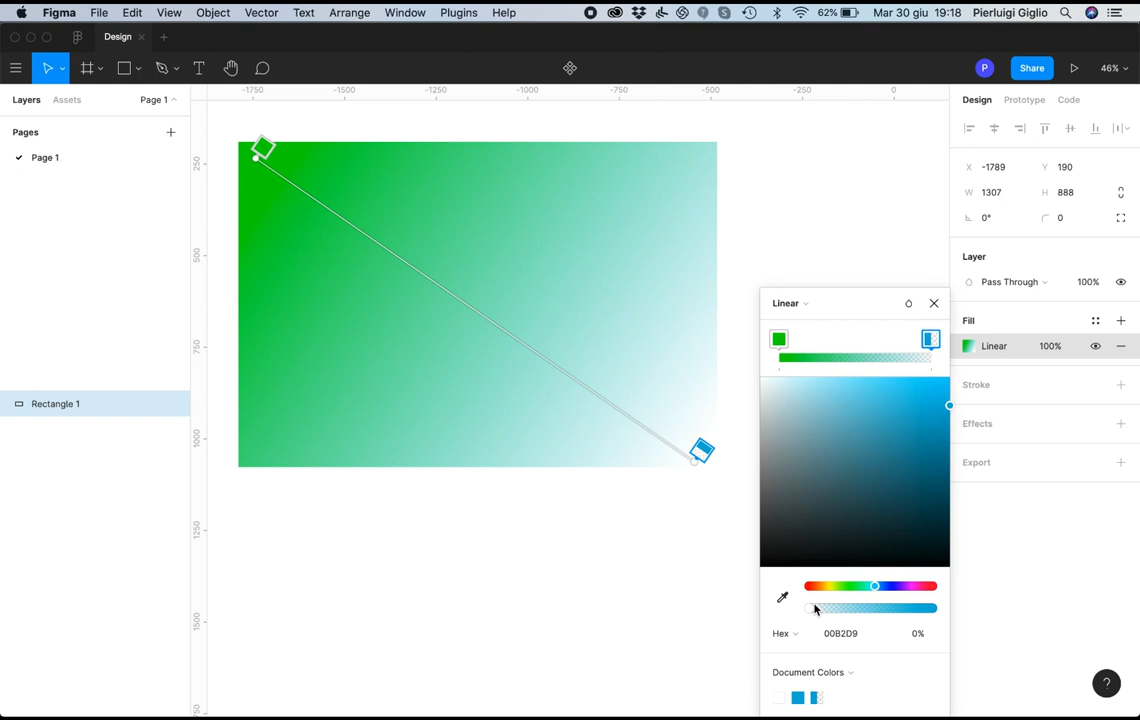 Figma File Edit View Object Vector Text Arrange Window Plugins Help 62% Mar 30 giu 19:18 Pierluigi Giglio
Design
P Share 46%
Layers Assets Page 1
-1750 -1500 -1250 -1000 -750 -500 -250 0
Design Prototype Code
Pages
Page 1
250
X -1789 Y 190
W 1307 H 888
0° 0
500
Layer
Pass Through 100%
Linear
Fill
750
Linear 100%
Stroke
Rectangle 1
Effects
1000
Export
1250
1500
Hex 00B2D9 0%
Document Colors
?